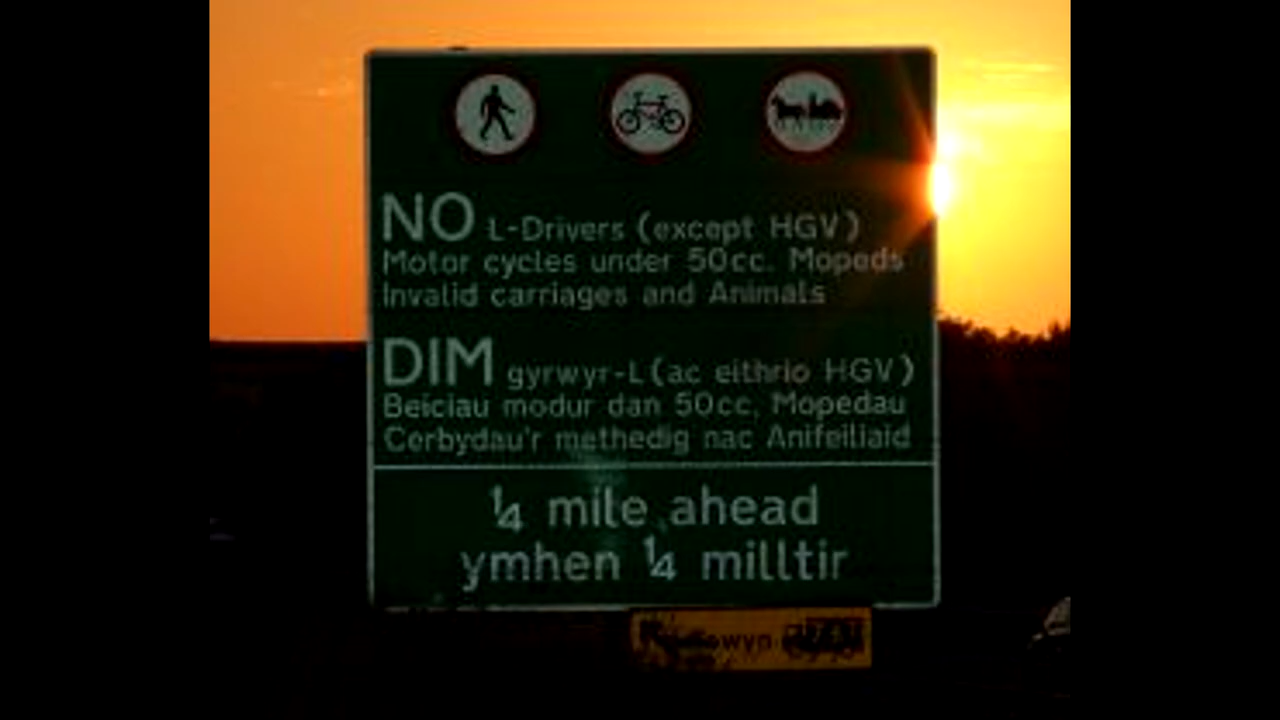 NO L-Drivers (except HGV)
Motor cycles under 50cc. Mopeds
Invalid carriages and Animals
DIM gyrwyr-L (ac eithrio HGV)
Beiciau modur dan 50cc, Mopedau
Cerbydau'r methedig nac Anifeiliaid
¼ mile ahead
ymhen ¼ milltir